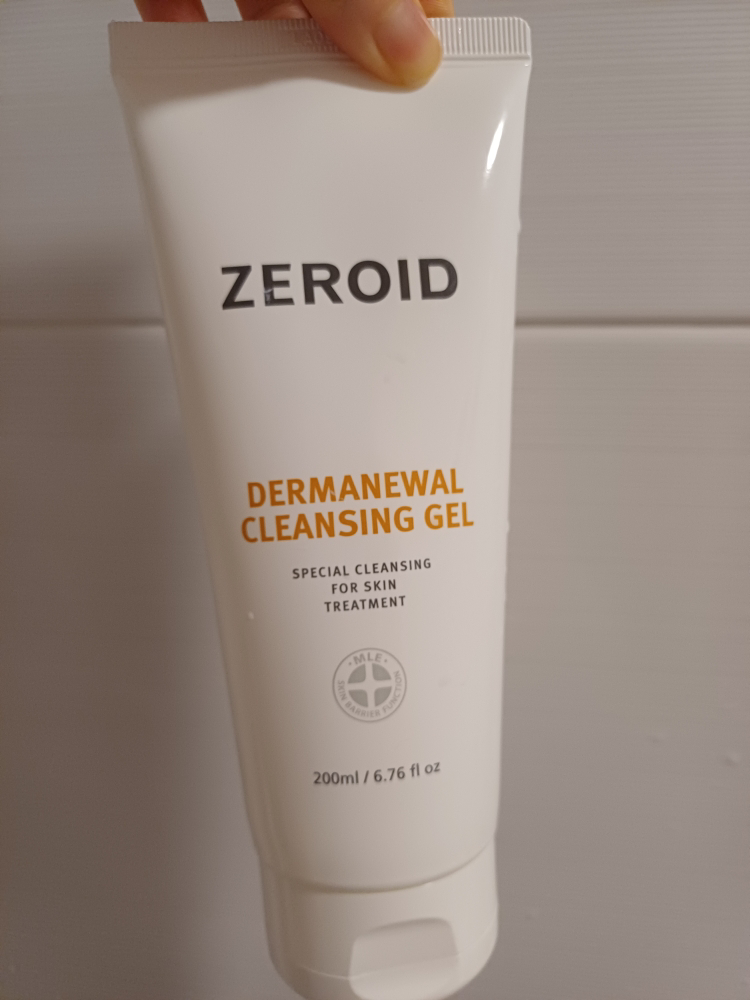 ZEROID
DERMANEWAL
CLEANSING GEL
SPECIAL CLEANSING
FOR SKIN
TREATMENT
·MLE·
SKIN BARRIER FUNCTION
200ml / 6.76 fl oz